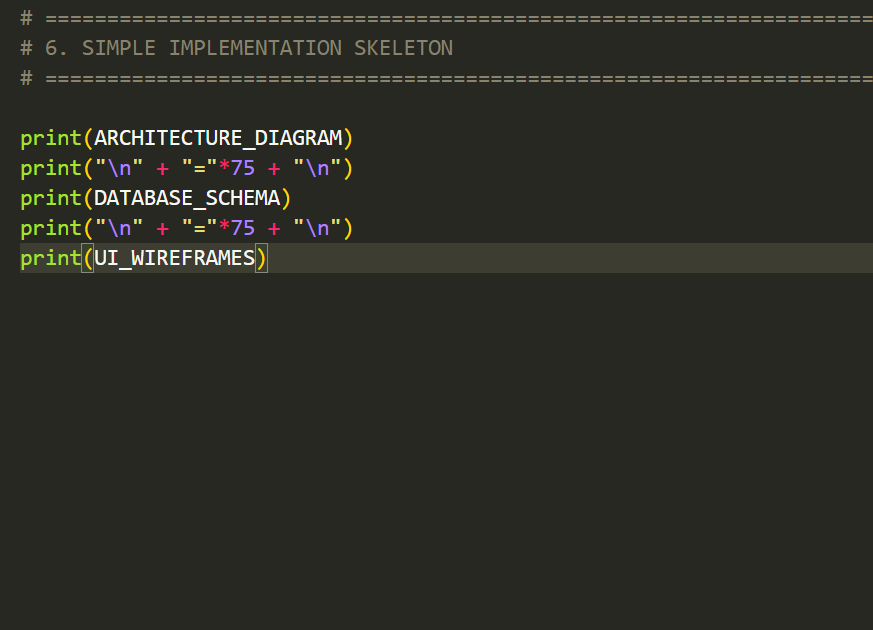 # ===================================================================
# 6. SIMPLE IMPLEMENTATION SKELETON
# ===================================================================
print(ARCHITECTURE_DIAGRAM)
print("\n" + "="*75 + "\n")
print(DATABASE_SCHEMA)
print("\n" + "="*75 + "\n")
print(UI_WIREFRAMES)